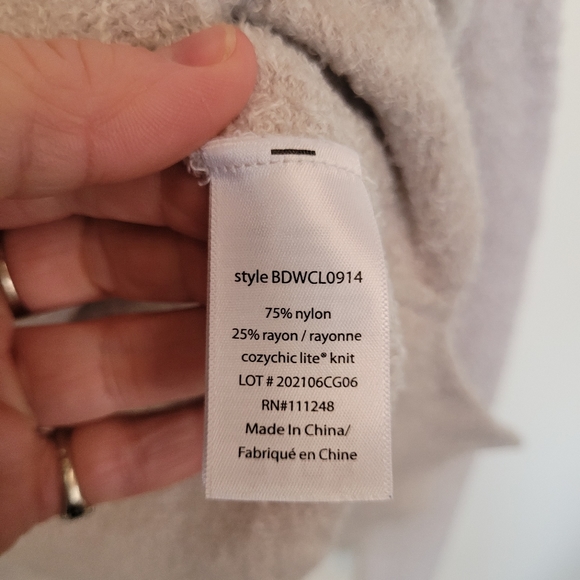 style BDWCL0914
75% nylon
25% rayon / rayonne
cozychic lite® knit
LOT # 202106CG06
RN#111248
Made In China/
Fabriqué en Chine